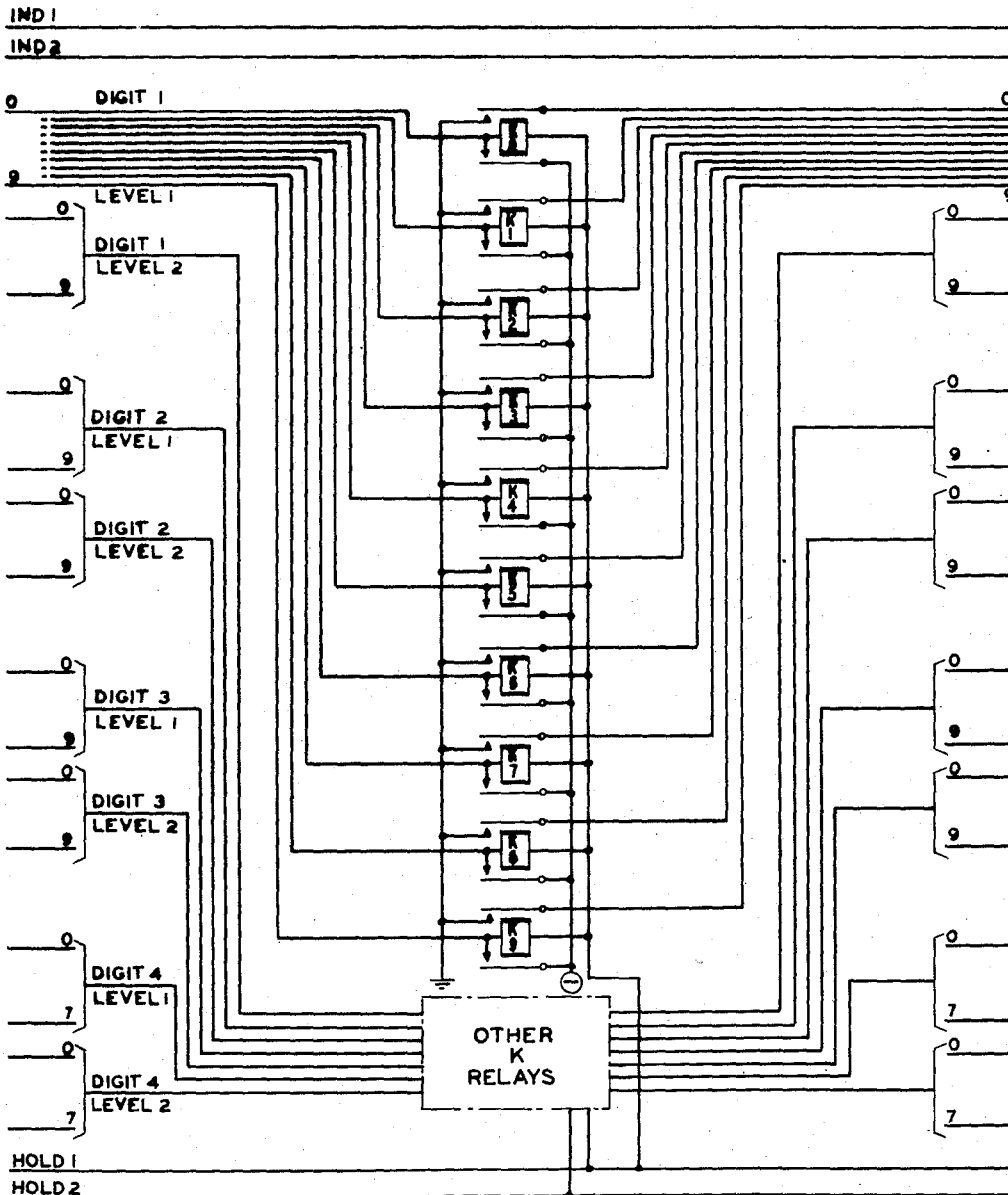 IND 1
IND 2
0
DIGIT 1
9
LEVEL 1
0
DIGIT 1
LEVEL 2
9
0
DIGIT 2
LEVEL 1
9
0
DIGIT 2
LEVEL 2
9
0
DIGIT 3
LEVEL 1
9
0
DIGIT 3
LEVEL 2
9
0
DIGIT 4
LEVEL 1
7
0
DIGIT 4
LEVEL 2
7
HOLD 1
HOLD 2
K
1
K
2
K
3
K
4
K
5
K
6
K
7
K
8
K
9
OTHER
K
RELAYS
0
9
0
9
0
9
0
9
0
9
0
9
0
7
0
7